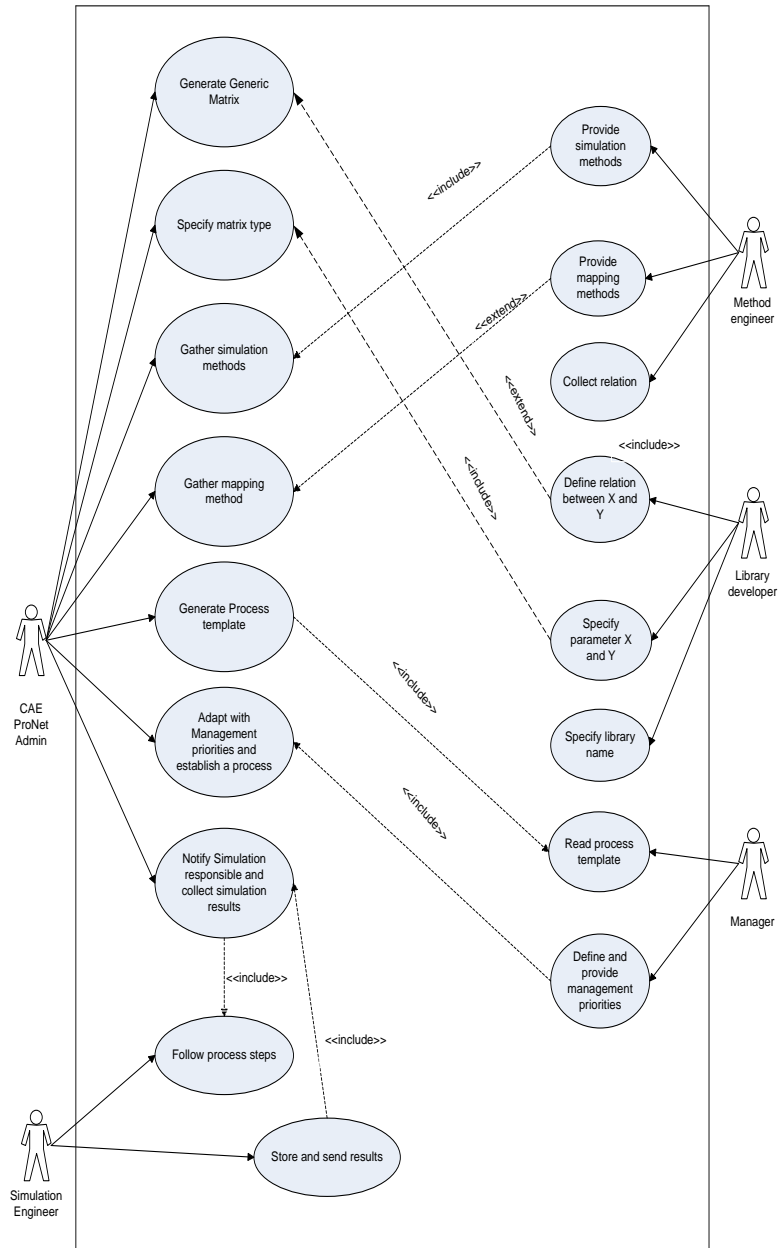 Generate Generic
Matrix
Provide
simulation
methods
<<include>>
Specify matrix type
Provide
mapping
methods
Method
engineer
<<extend>>
Gather simulation
methods
Collect relation
<<extend>>
<<include>>
Gather mapping
method
<<include>>
Define relation
between X and
Y
Library
developer
Generate Process
template
Specify
parameter X
and Y
<<include>>
CAE
ProNet
Admin
Adapt with
Management
priorities and
establish a process
Specify library
name
<<include>>
Read process
template
Notify Simulation
responsible and
collect simulation
results
Manager
Define and
provide
management
priorities
<<include>>
<<include>>
Follow process steps
Store and send results
Simulation
Engineer